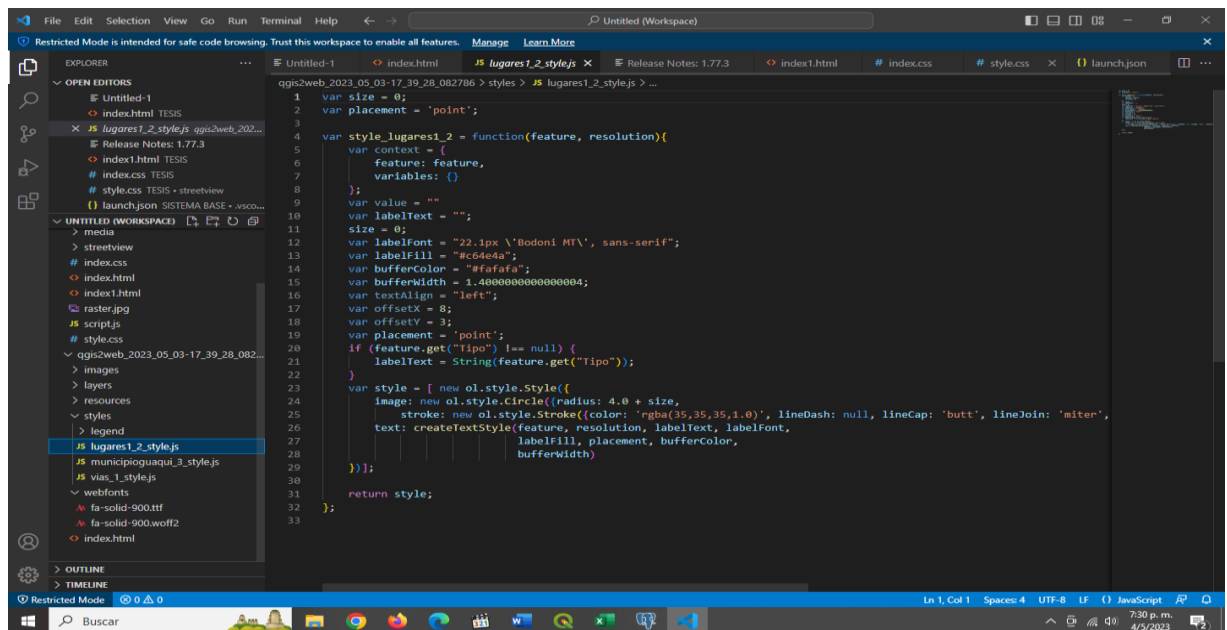 File Edit Selection View Go Run Terminal Help Untitled (Workspace)
Restricted Mode is intended for safe code browsing. Trust this workspace to enable all features. Manage Learn More
EXPLORER
Untitled-1 index.html JS lugares1_2_style.js Release Notes: 1.77.3 index1.html # index.css # style.css {} launch.json
OPEN EDITORS
Untitled-1
index.html TESIS
JS lugares1_2_style.js qgis2web_202...
Release Notes: 1.77.3
index1.html TESIS
# index.css TESIS
# style.css TESIS • streetview
{} launch.json SISTEMA BASE • .vsco...
UNTITLED (WORKSPACE)
> media
> streetview
# index.css
<> index.html
<> index1.html
raster.jpg
JS script.js
# style.css
qgis2web_2023_05_03-17_39_28_082...
> images
> layers
> resources
styles
> legend
JS lugares1_2_style.js
JS municipioguaqui_3_style.js
JS vias_1_style.js
webfonts
fa-solid-900.ttf
fa-solid-900.woff2
<> index.html
> OUTLINE
> TIMELINE
qgis2web_2023_05_03-17_39_28_082786 > styles > JS lugares1_2_style.js > ...
1 var size = 0;
2 var placement = 'point';
3
4 var style_lugares1_2 = function(feature, resolution){
5 var context = {
6 feature: feature,
7 variables: {}
8 };
9 var value = ""
10 var labelText = "";
11 size = 0;
12 var labelFont = "22.1px \'Bodoni MT\', sans-serif";
13 var labelFill = "#c64e4a";
14 var bufferColor = "#fafafa";
15 var bufferWidth = 1.4000000000000004;
16 var textAlign = "left";
17 var offsetX = 8;
18 var offsetY = 3;
19 var placement = 'point';
20 if (feature.get("Tipo") !== null) {
21 labelText = String(feature.get("Tipo"));
22 }
23 var style = [ new ol.style.Style({
24 image: new ol.style.Circle({radius: 4.0 + size,
25 stroke: new ol.style.Stroke({color: 'rgba(35,35,35,1.0)', lineDash: null, lineCap: 'butt', lineJoin: 'miter',
26 text: createTextStyle(feature, resolution, labelText, labelFont,
27 labelFill, placement, bufferColor,
28 bufferWidth)
29 })];
30
31 return style;
32 };
33
Restricted Mode 0 0 Ln 1, Col 1 Spaces: 4 UTF-8 LF {} JavaScript
Buscar 7:30 p. m.
4/5/2023